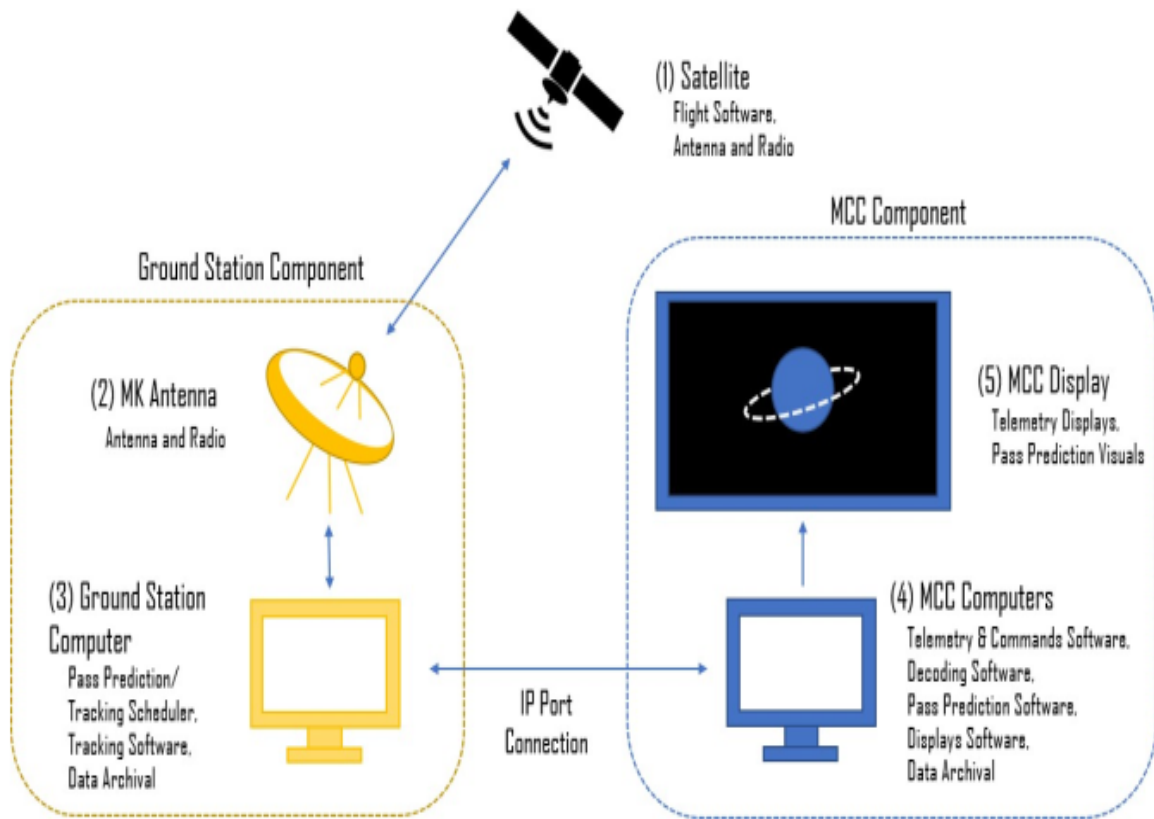 (1) Satellite
Flight Software,
Antenna and Radio
MCC Component
Ground Station Component
(2) MK Antenna
Antenna and Radio
(5) MCC Display
Telemetry Displays,
Pass Prediction Visuals
(3) Ground Station
Computer
Pass Prediction/
Tracking Scheduler,
Tracking Software,
Data Archival
IP Port
Connection
(4) MCC Computers
Telemetry & Commands Software,
Decoding Software,
Pass Prediction Software,
Displays Software,
Data Archival